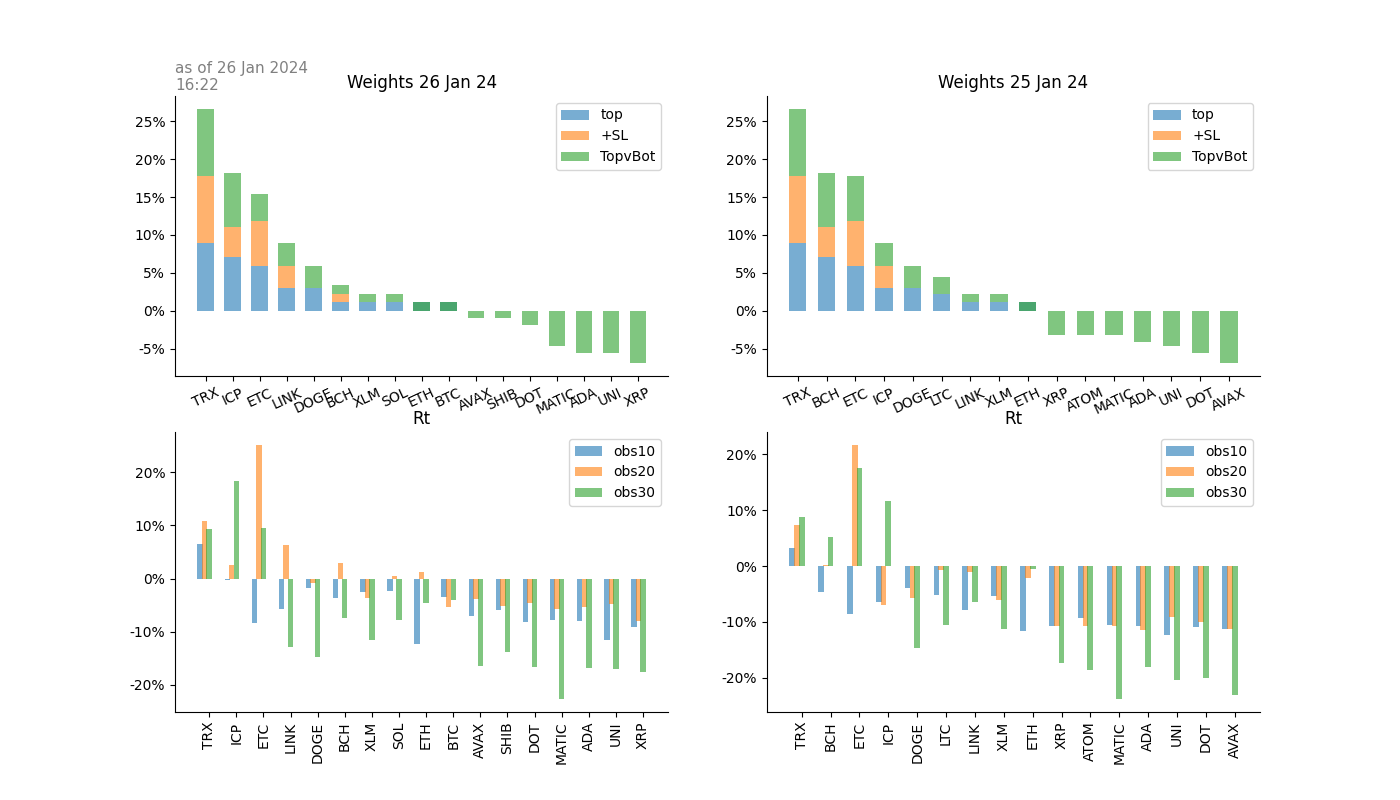 as of 26 Jan 2024
16:22
Weights 26 Jan 24
25%
20%
15%
10%
5%
0%
-5%
top
+SL
TopvBot
TRX ICP ETC LINK DOGE BCH XLM SOL ETH BTC AVAX SHIB DOT MATIC ADA UNI XRP
Weights 25 Jan 24
25%
20%
15%
10%
5%
0%
-5%
top
+SL
TopvBot
TRX BCH ETC ICP DOGE LTC LINK XLM ETH XRP ATOM MATIC ADA UNI DOT AVAX
Rt
20%
10%
0%
-10%
-20%
obs10
obs20
obs30
TRX ICP ETC LINK DOGE BCH XLM SOL ETH BTC AVAX SHIB DOT MATIC ADA UNI XRP
Rt
20%
10%
0%
-10%
-20%
obs10
obs20
obs30
TRX BCH ETC ICP DOGE LTC LINK XLM ETH XRP ATOM MATIC ADA UNI DOT AVAX